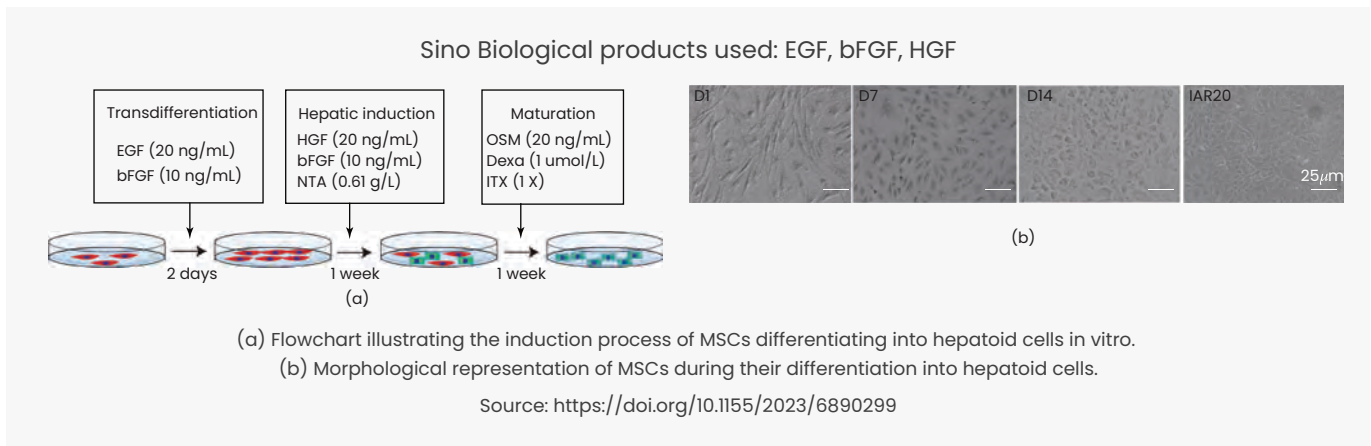 Sino Biological products used: EGF, bFGF, HGF
Transdifferentiation
EGF (20 ng/mL)
bFGF (10 ng/mL)
Hepatic induction
HGF (20 ng/mL)
bFGF (10 ng/mL)
NTA (0.61 g/L)
Maturation
OSM (20 ng/mL)
Dexa (1 umol/L)
ITX (1 X)
2 days
1 week
1 week
(a)
D1
D7
D14
IAR20
25μm
(b)
(a) Flowchart illustrating the induction process of MSCs differentiating into hepatoid cells in vitro.
(b) Morphological representation of MSCs during their differentiation into hepatoid cells.
Source: https://doi.org/10.1155/2023/6890299